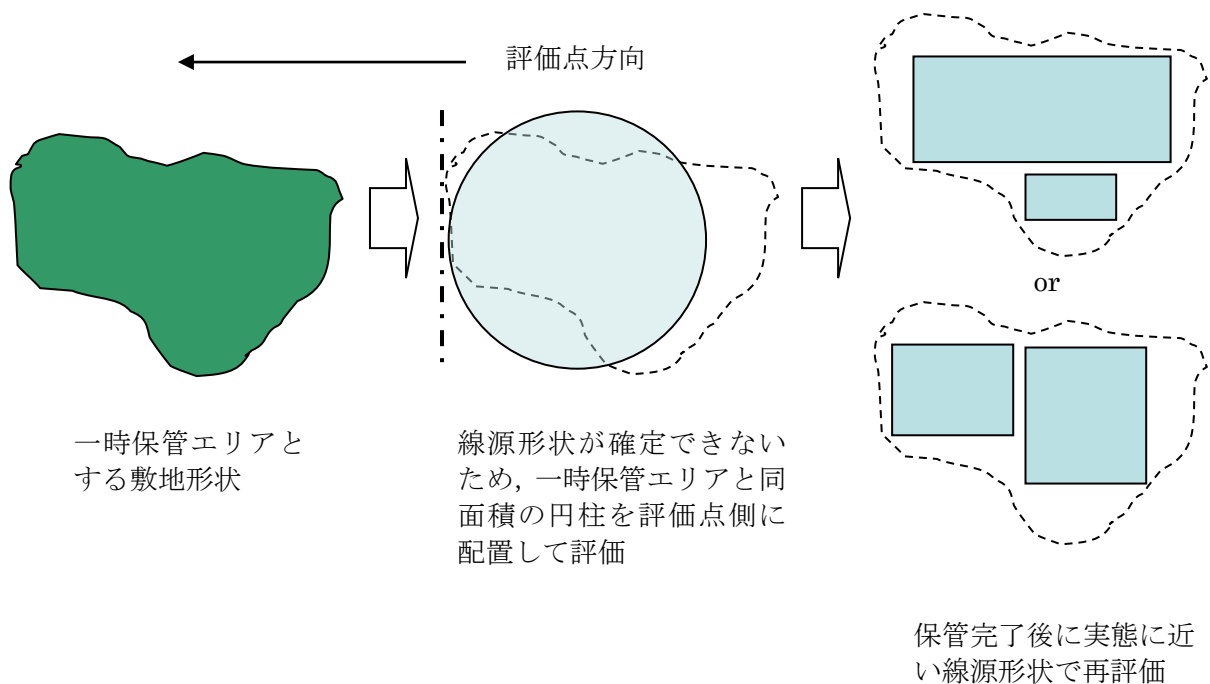 評価点方向
一時保管エリアと
する敷地形状
線源形状が確定できない
ため，一時保管エリアと同
面積の円柱を評価点側に
配置して評価
or
保管完了後に実態に近
い線源形状で再評価